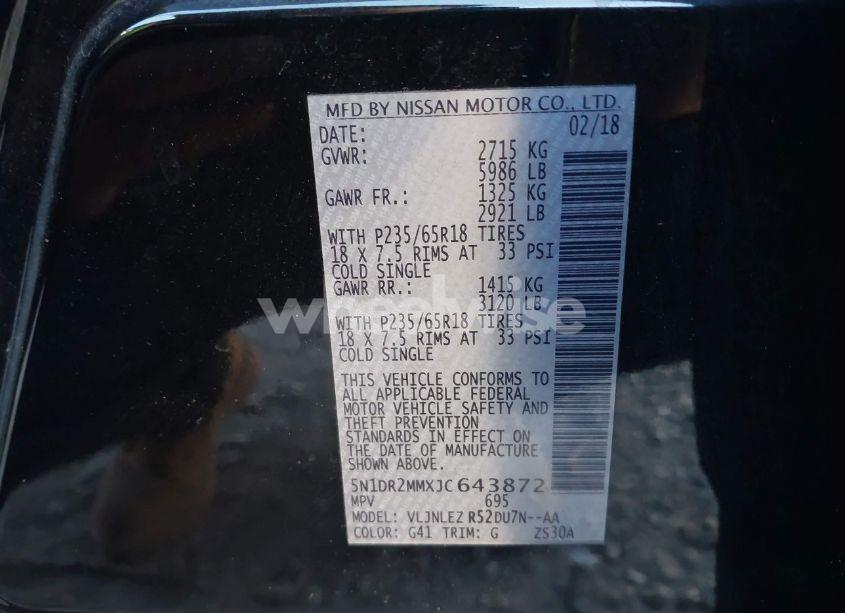 MFD BY NISSAN MOTOR CO., LTD.
DATE: 02/18
GVWR: 2715 KG
5986 LB
GAWR FR.: 1325 KG
2921 LB
WITH P235/65R18 TIRES
18 X 7.5 RIMS AT 33 PSI
COLD SINGLE
GAWR RR.: 1415 KG
3120 LB
WITH P235/65R18 TIRES
18 X 7.5 RIMS AT 33 PSI
COLD SINGLE
THIS VEHICLE CONFORMS TO
ALL APPLICABLE FEDERAL
MOTOR VEHICLE SAFETY AND
THEFT PREVENTION
STANDARDS IN EFFECT ON
THE DATE OF MANUFACTURE
SHOWN ABOVE.
5N1DR2MMXJC643872
MPV 695
MODEL: VLJNLEZ R52DU7N--AA
COLOR: G41 TRIM: G ZS30A